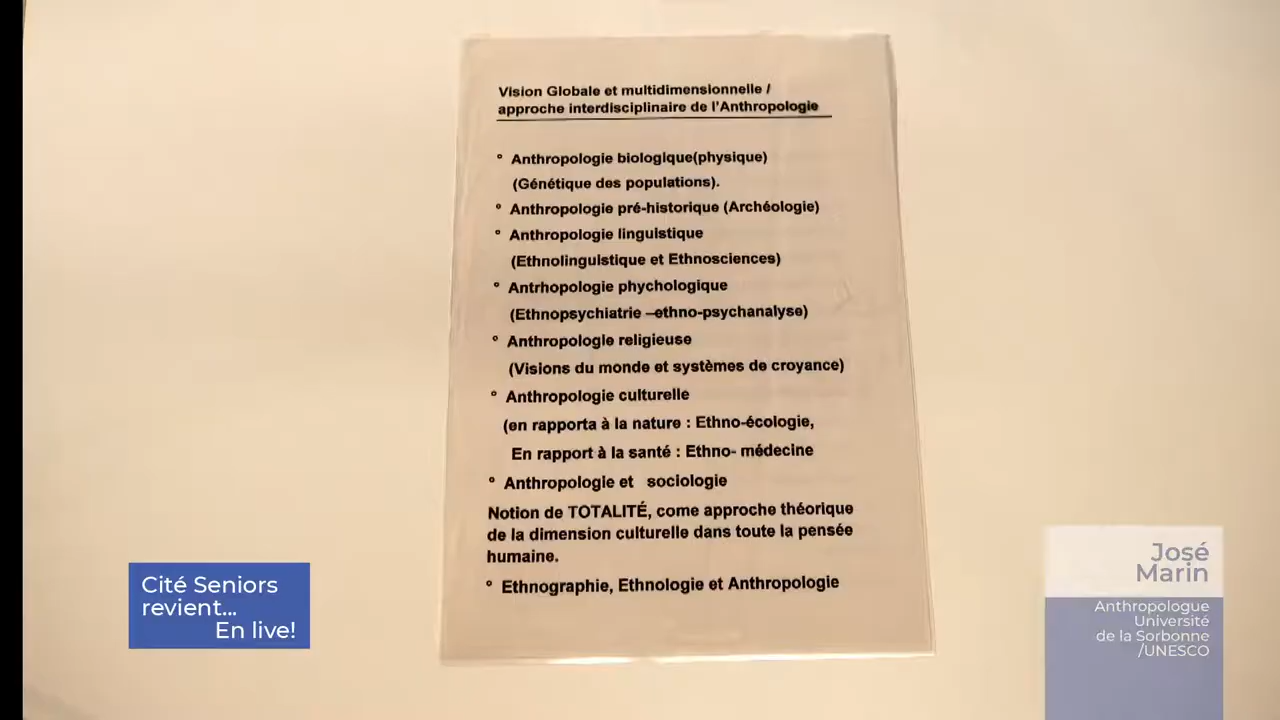 Vision Globale et multidimensionnelle /
approche interdisciplinaire de l'Anthropologie
° Anthropologie biologique(physique)
(Génétique des populations).
° Anthropologie pré-historique (Archéologie)
° Anthropologie linguistique
(Ethnolinguistique et Ethnosciences)
° Antrhopologie phychologique
(Ethnopsychiatrie –ethno-psychanalyse)
° Anthropologie religieuse
(Visions du monde et systèmes de croyance)
° Anthropologie culturelle
(en rapporta à la nature : Ethno-écologie,
En rapport à la santé : Ethno- médecine
° Anthropologie et sociologie
Notion de TOTALITÉ, come approche théorique
de la dimension culturelle dans toute la pensée
humaine.
° Ethnographie, Ethnologie et Anthropologie
Cité Seniors
revient...
En live!
José
Marin
Anthropologue
Université
de la Sorbonne
/UNESCO